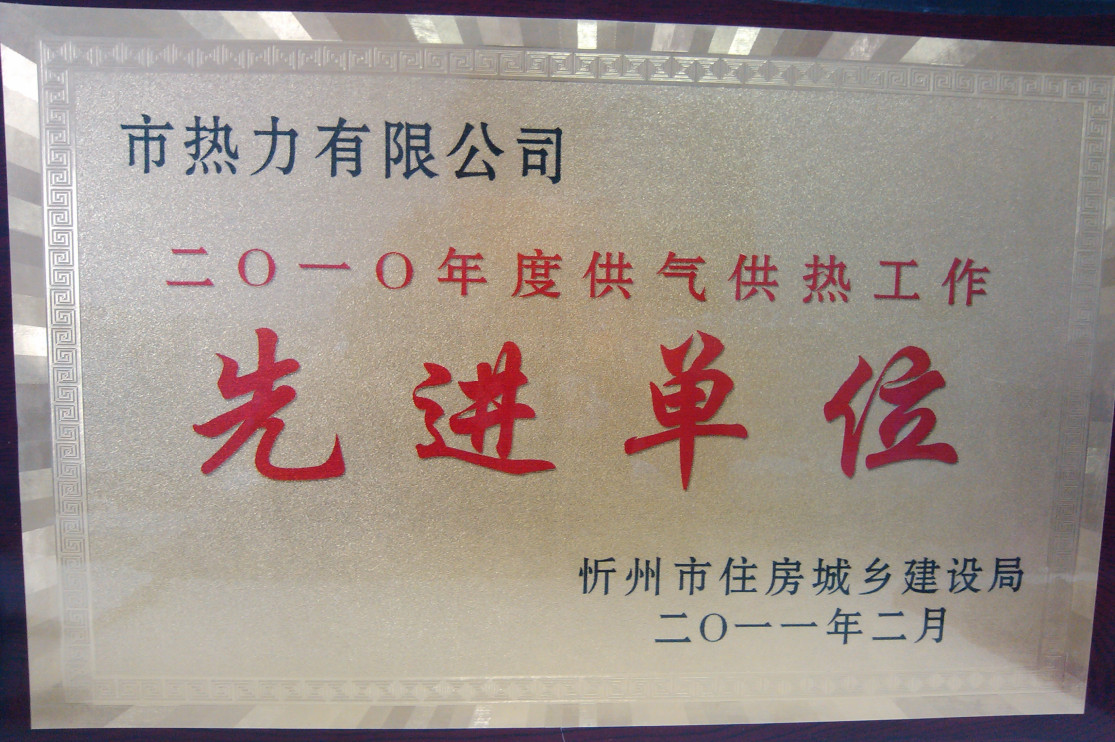 市热力有限公司
二〇一〇年度供气供热工作
先进单位
忻州市住房城乡建设局
二〇一一年二月